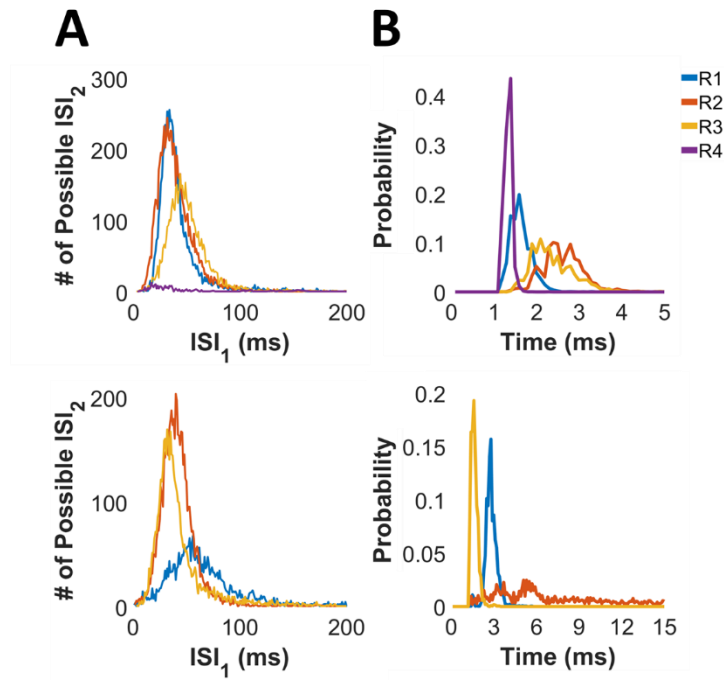 A
B
300
200
100
0
# of Possible ISI2
0
100
200
ISI1 (ms)
0.4
0.3
0.2
0.1
0
Probability
0
1
2
3
4
5
Time (ms)
R1
R2
R3
R4
200
100
0
# of Possible ISI2
0
100
200
ISI1 (ms)
0.2
0.15
0.1
0.05
0
Probability
0
3
6
9
12
15
Time (ms)